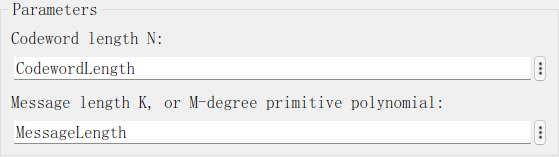 Parameters
Codeword length N:
CodewordLength
Message length K, or M-degree primitive polynomial:
MessageLength